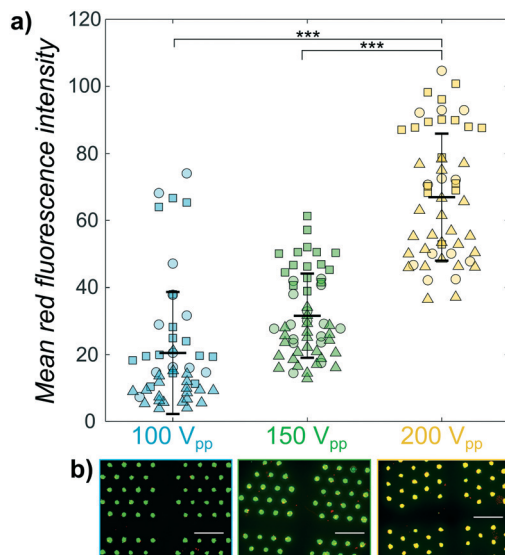 a)
Mean red fluorescence intensity
120
100
80
60
40
20
0
***
***
100 Vpp
150 Vpp
200 Vpp
b)